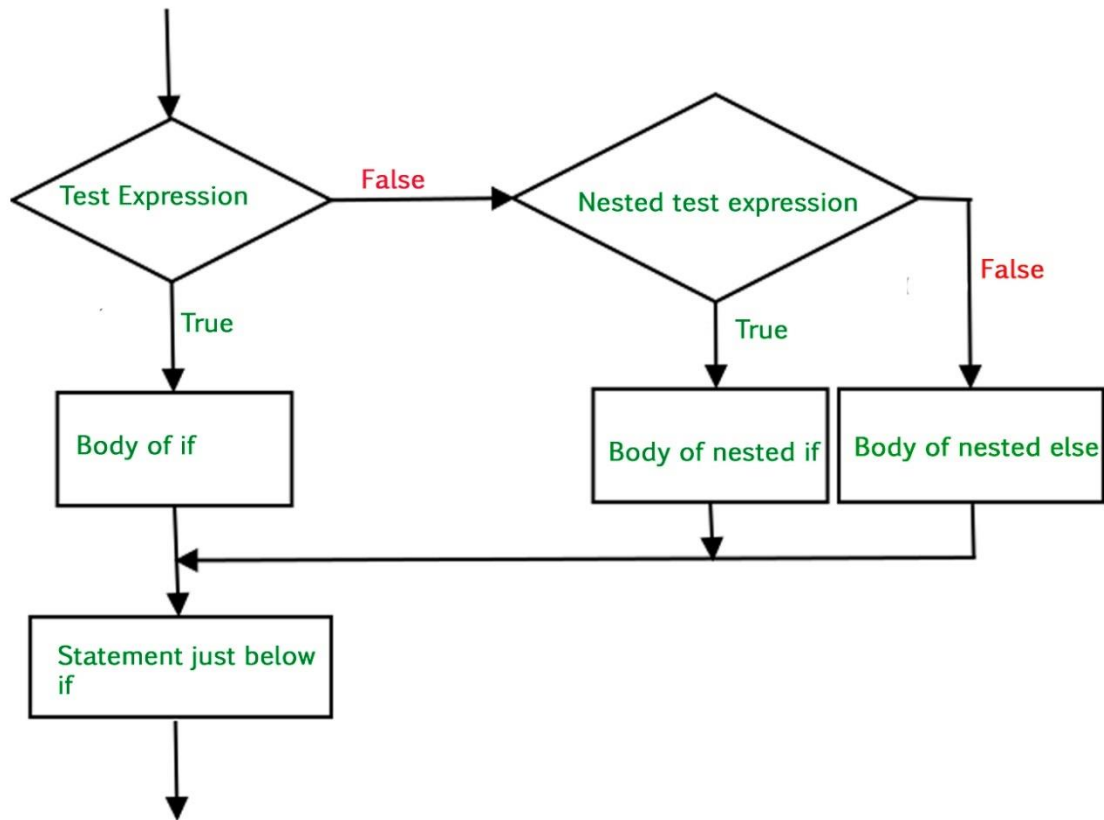 Test Expression
False
Nested test expression
False
True
True
Body of if
Body of nested if
Body of nested else
Statement just below
if